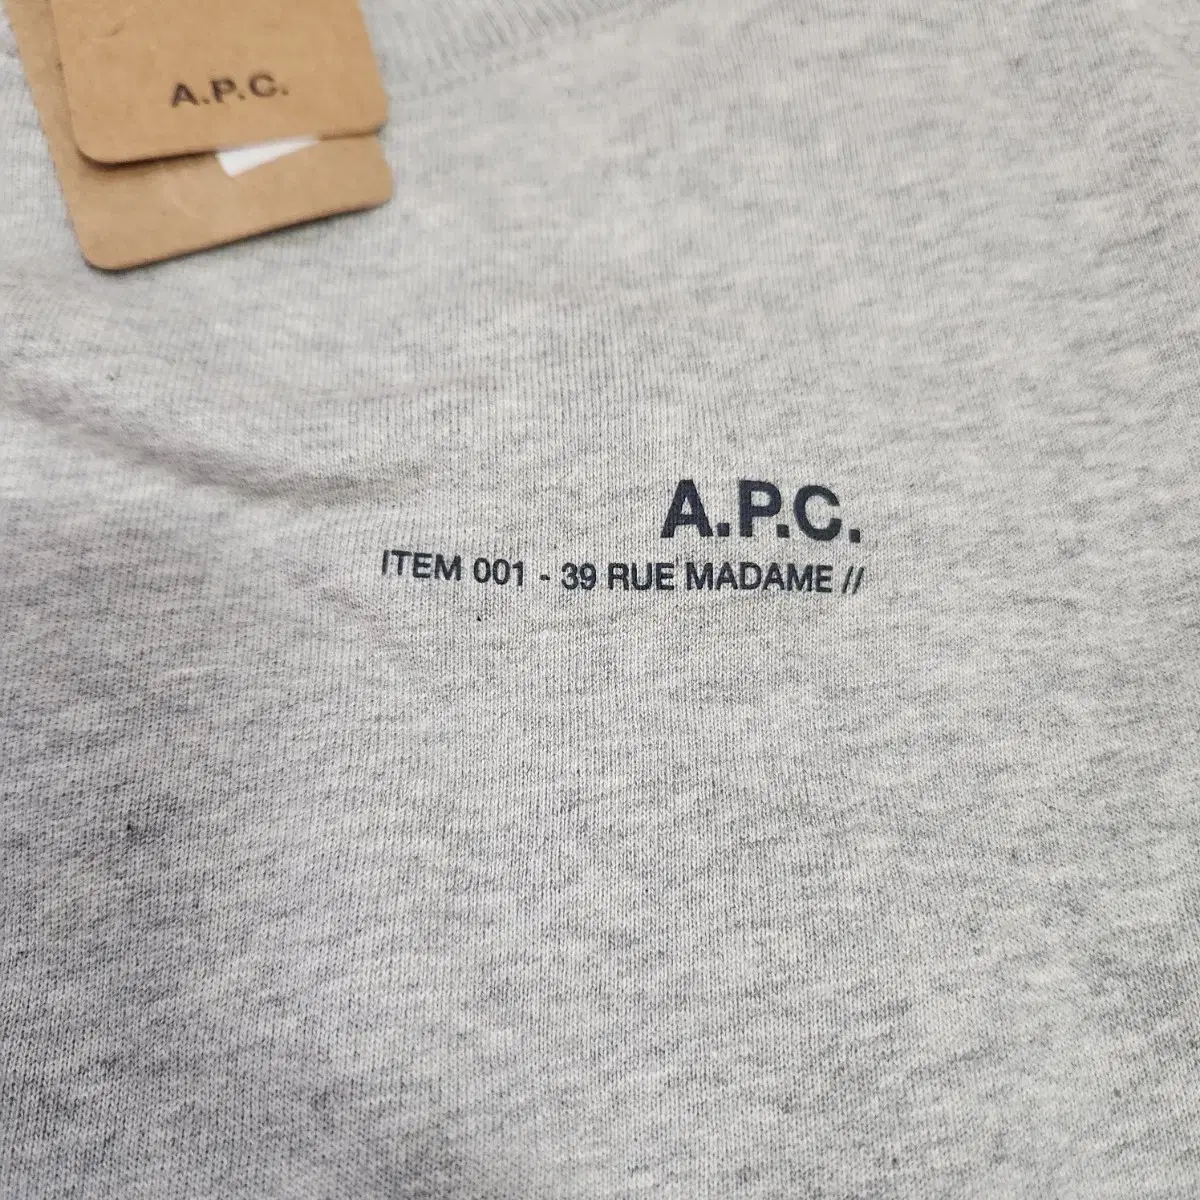 A.P.C.
A.P.C.
ITEM 001 - 39 RUE MADAME //